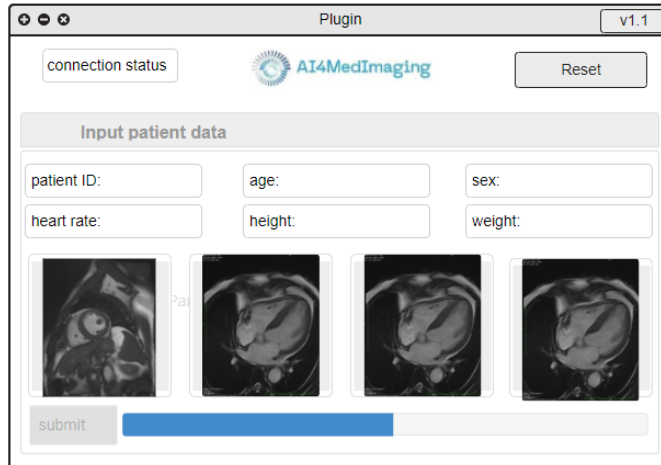 Plugin
v1.1
connection status
AI4MedImaging
Reset
Input patient data
patient ID:
age:
sex:
heart rate:
height:
weight:
Par
submit